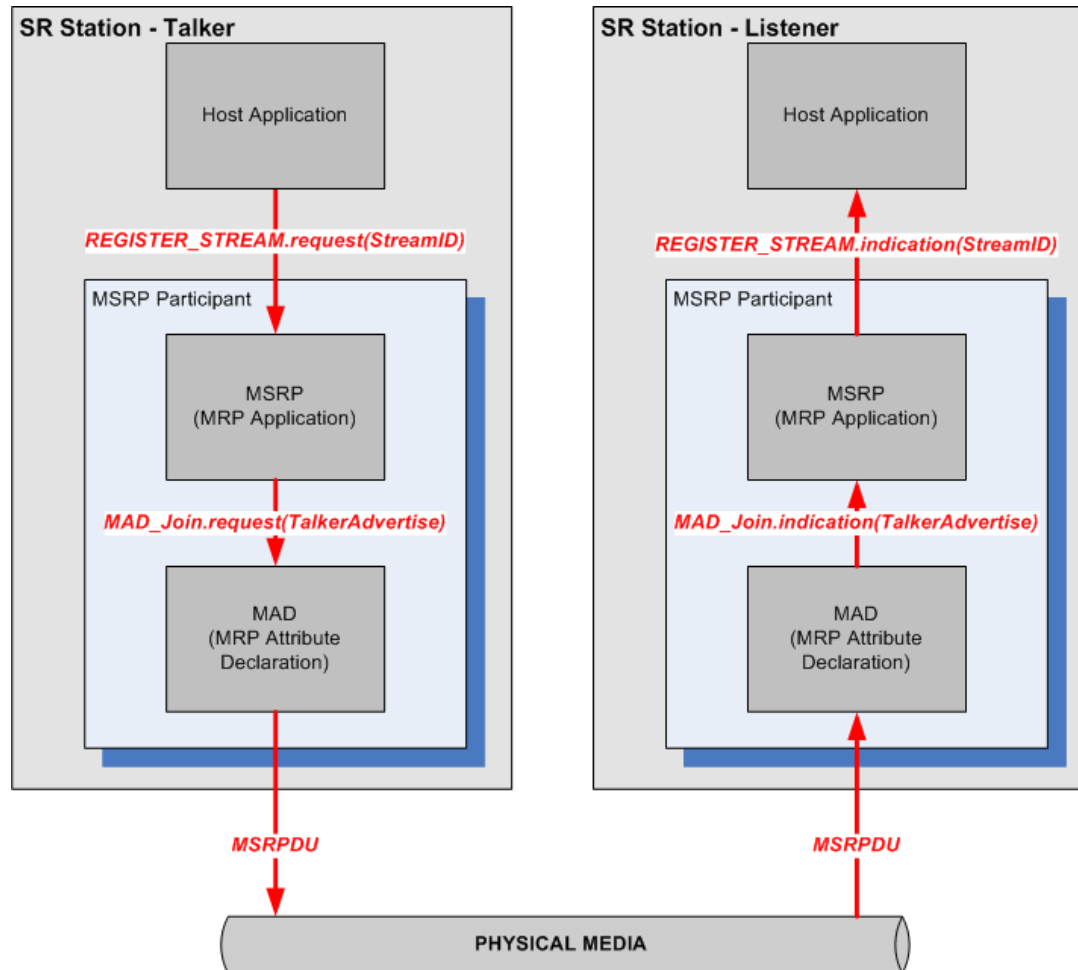 SR Station - Talker
Host Application
REGISTER_STREAM.request(StreamID)
MSRP Participant
MSRP
(MRP Application)
MAD_Join.request(TalkerAdvertise)
MAD
(MRP Attribute
Declaration)
MSRPDU
SR Station - Listener
Host Application
REGISTER_STREAM.indication(StreamID)
MSRP Participant
MSRP
(MRP Application)
MAD_Join.indication(TalkerAdvertise)
MAD
(MRP Attribute
Declaration)
MSRPDU
PHYSICAL MEDIA